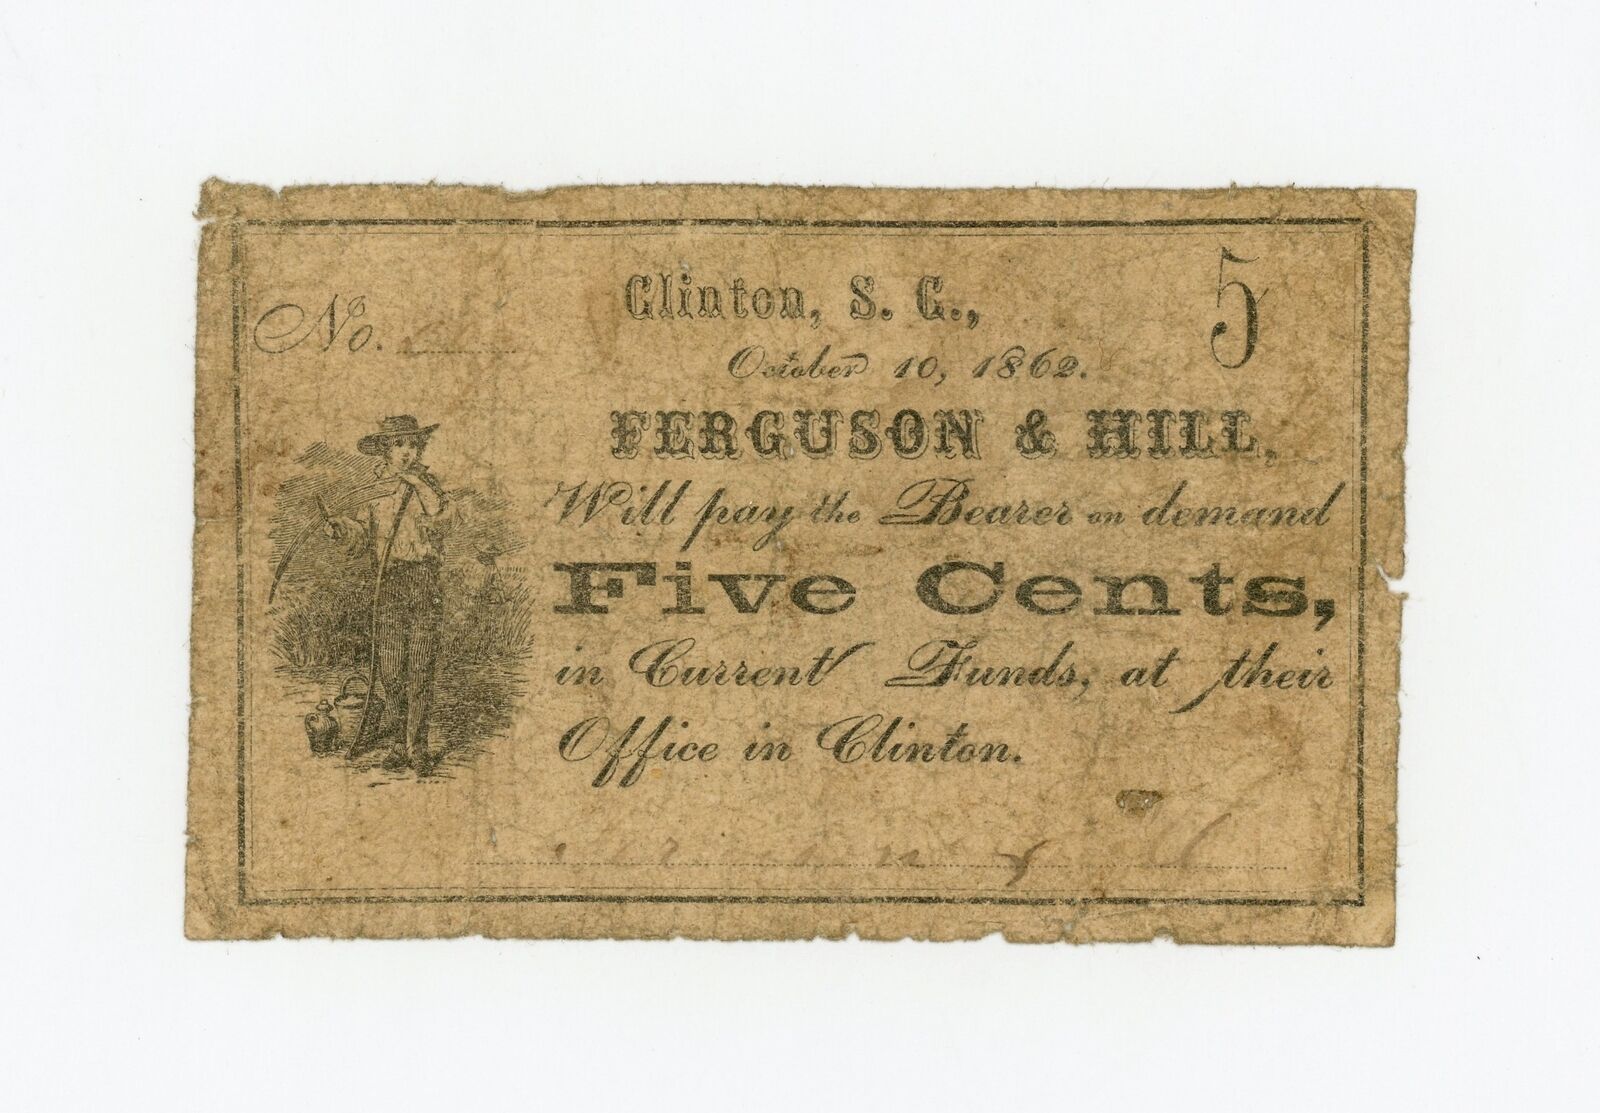 No.
Clinton, S. C.,
5
October 10, 1862.
FERGUSON & HILL,
Will pay the Bearer on demand
Five Cents,
in Current Funds, at their
Office in Clinton.